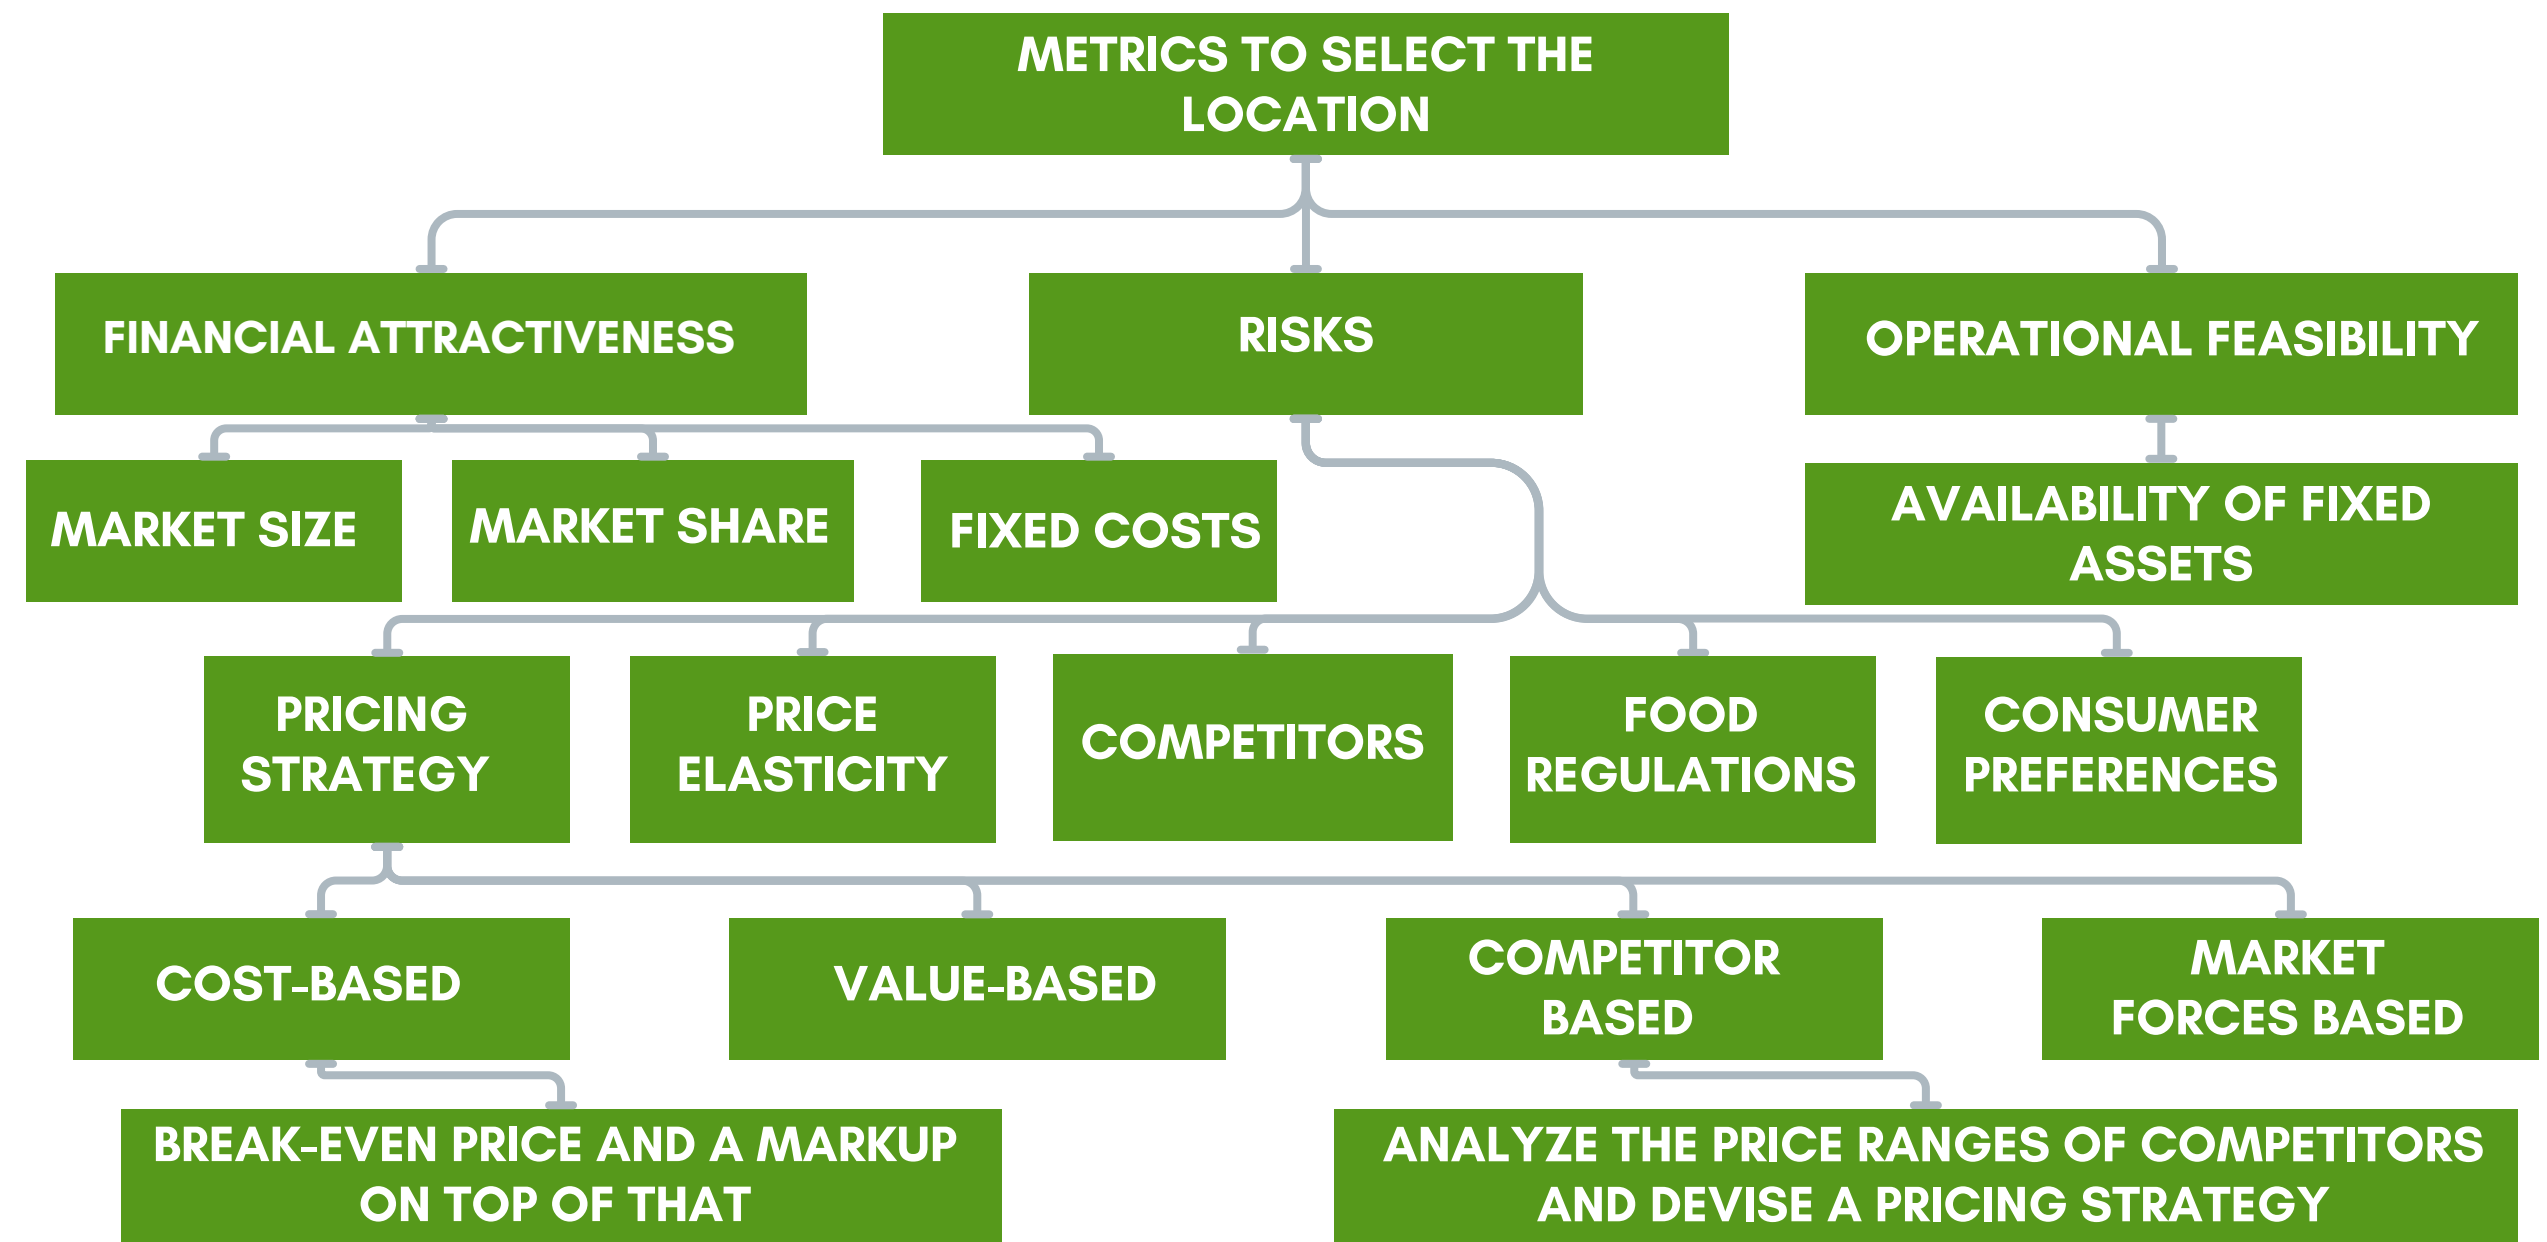 METRICS TO SELECT THE
LOCATION
FINANCIAL ATTRACTIVENESS
RISKS
OPERATIONAL FEASIBILITY
MARKET SIZE
MARKET SHARE
FIXED COSTS
AVAILABILITY OF FIXED
ASSETS
PRICING
STRATEGY
PRICE
ELASTICITY
COMPETITORS
FOOD
REGULATIONS
CONSUMER
PREFERENCES
COST-BASED
VALUE-BASED
COMPETITOR
BASED
MARKET
FORCES BASED
BREAK-EVEN PRICE AND A MARKUP
ON TOP OF THAT
ANALYZE THE PRICE RANGES OF COMPETITORS
AND DEVISE A PRICING STRATEGY